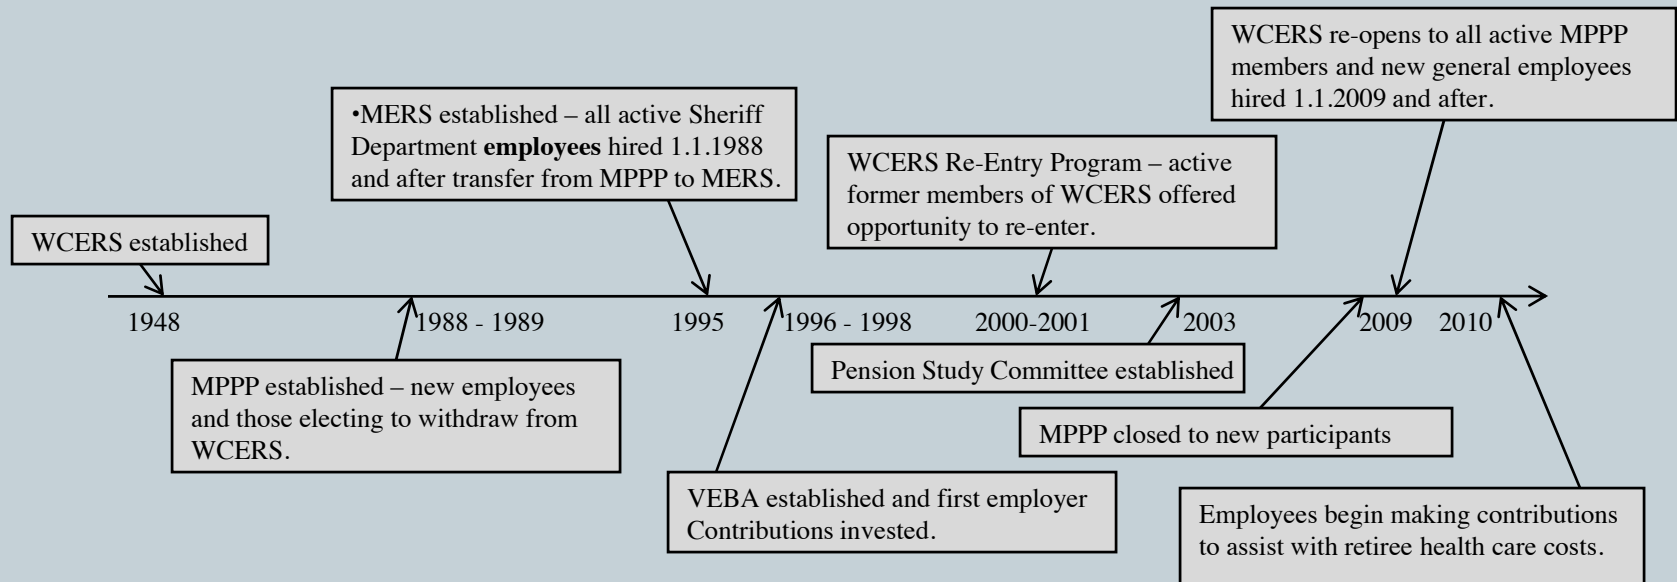 WCERS re-opens to all active MPPP
members and new general employees
hired 1.1.2009 and after.
•MERS established – all active Sheriff
Department employees hired 1.1.1988
and after transfer from MPPP to MERS.
WCERS Re-Entry Program – active
former members of WCERS offered
opportunity to re-enter.
WCERS established
1948
1988 - 1989
1995
1996 - 1998
2000-2001
2003
2009
2010
Pension Study Committee established
MPPP established – new employees
and those electing to withdraw from
WCERS.
MPPP closed to new participants
VEBA established and first employer
Contributions invested.
Employees begin making contributions
to assist with retiree health care costs.